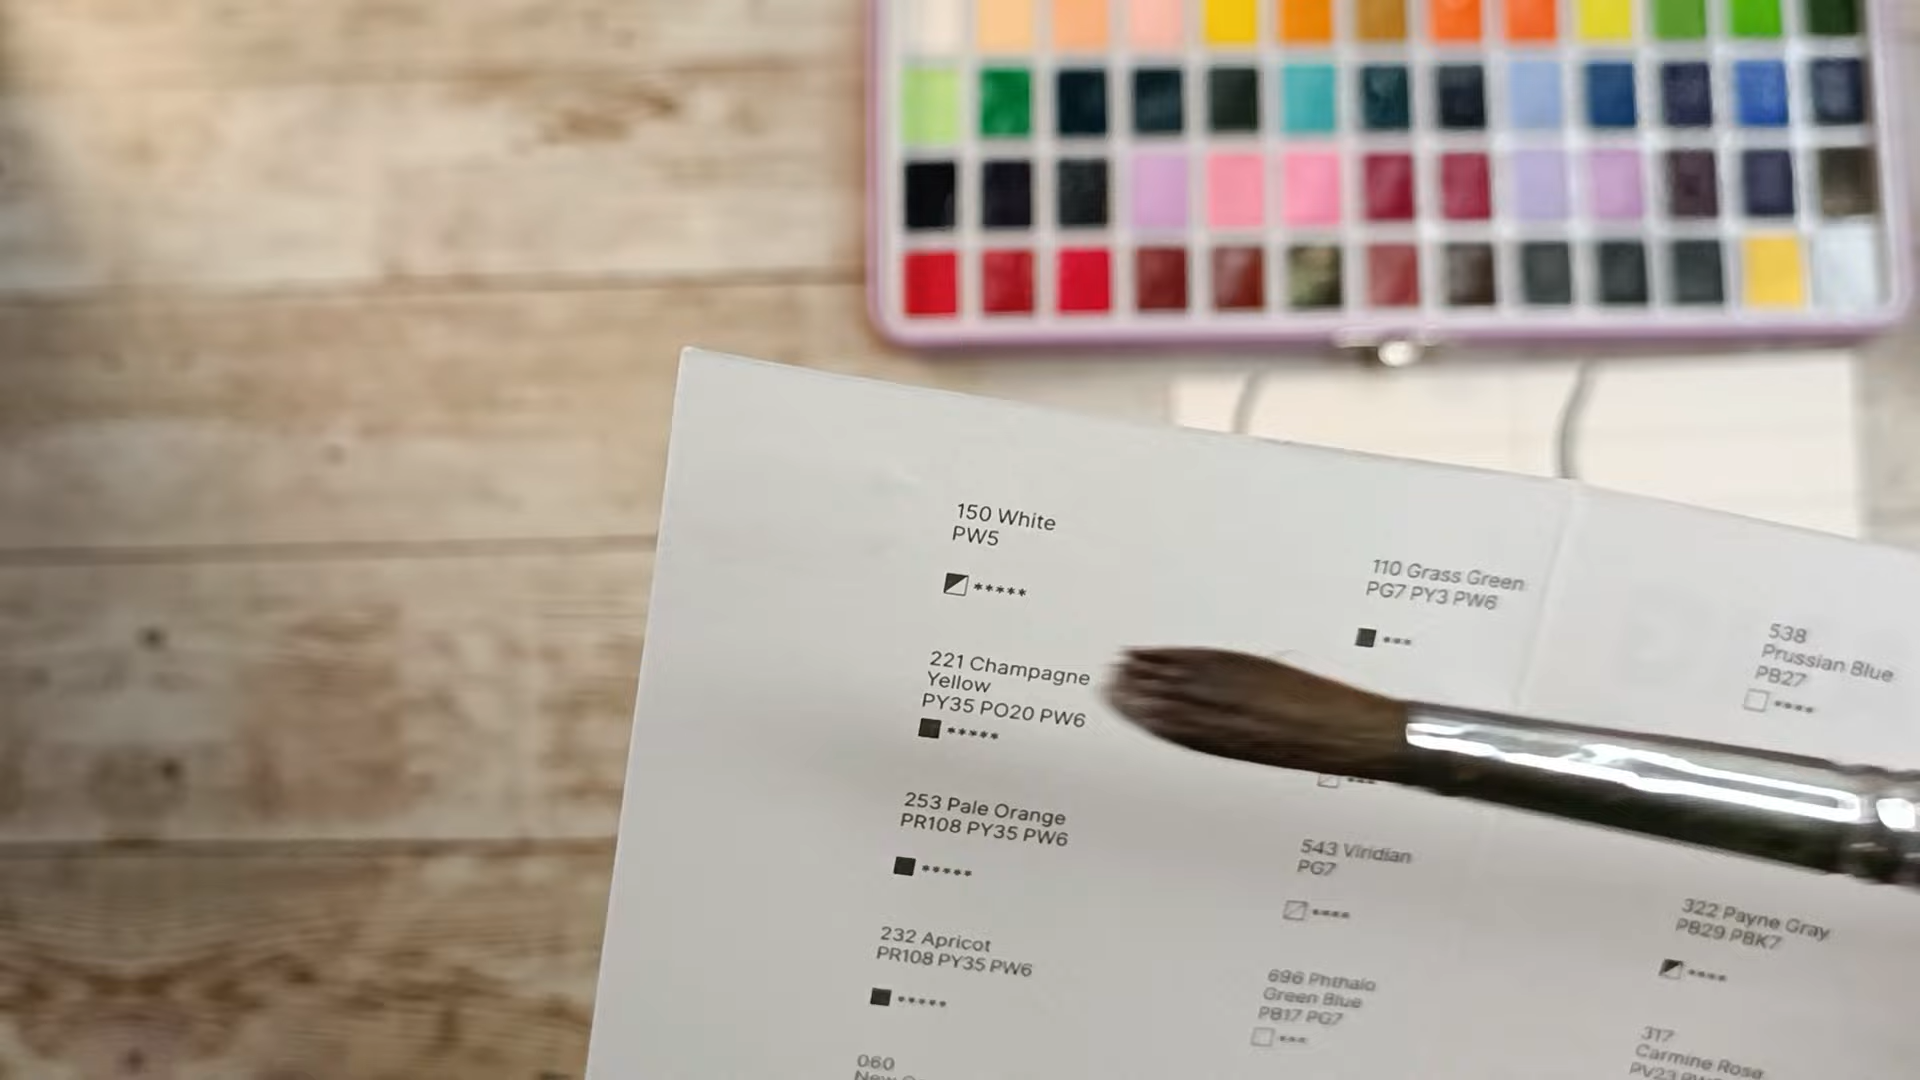 150 White
PW5
*****
221 Champagne
Yellow
PY35 PO20 PW6
*****
253 Pale Orange
PR108 PY35 PW6
*****
232 Apricot
PR108 PY35 PW6
*****
060
110 Grass Green
PG7 PY3 PW6
***
***
543 Viridian
PG7
****
696 Phthalo
Green Blue
PB17 PG7
***
538
Prussian Blue
PB27
****
322 Payne Gray
PB29 PBK7
****
317
Carmine Rose